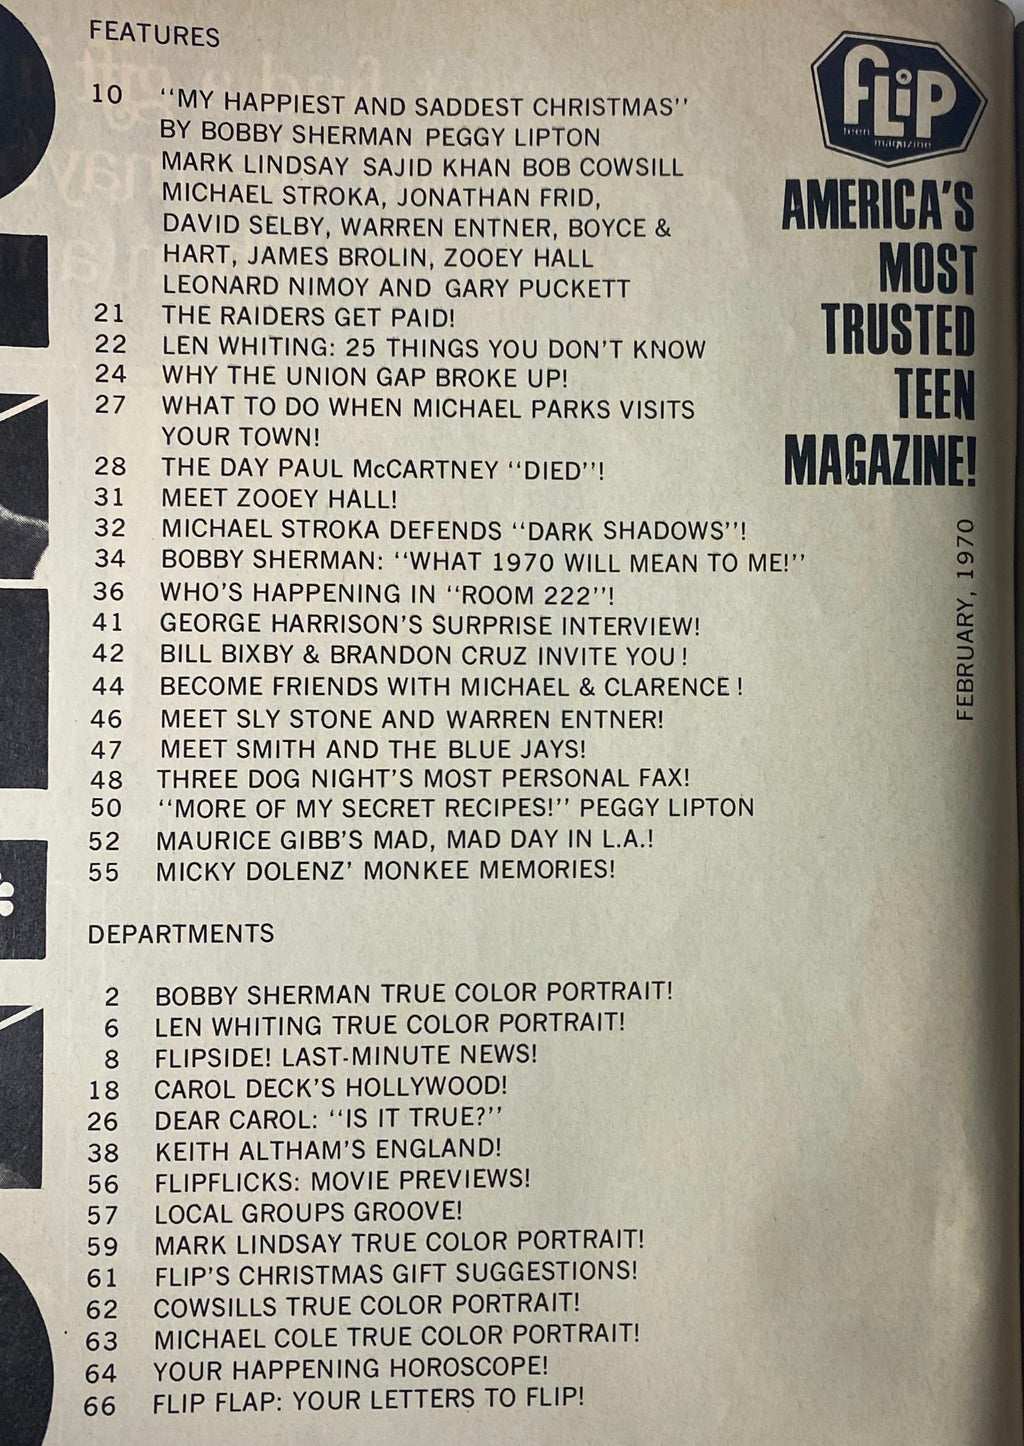 FEATURES
10 "MY HAPPIEST AND SADDEST CHRISTMAS"
BY BOBBY SHERMAN PEGGY LIPTON
MARK LINDSAY SAJID KHAN BOB COWSILL
MICHAEL STROKA, JONATHAN FRID,
DAVID SELBY, WARREN ENTNER, BOYCE &
HART, JAMES BROLIN, ZOOEY HALL
LEONARD NIMOY AND GARY PUCKETT
21 THE RAIDERS GET PAID!
22 LEN WHITING: 25 THINGS YOU DON'T KNOW
24 WHY THE UNION GAP BROKE UP!
27 WHAT TO DO WHEN MICHAEL PARKS VISITS
YOUR TOWN!
28 THE DAY PAUL McCARTNEY "DIED"!
31 MEET ZOOEY HALL!
32 MICHAEL STROKA DEFENDS "DARK SHADOWS"!
34 BOBBY SHERMAN: "WHAT 1970 WILL MEAN TO ME!"
36 WHO'S HAPPENING IN "ROOM 222"!
41 GEORGE HARRISON'S SURPRISE INTERVIEW!
42 BILL BIXBY & BRANDON CRUZ INVITE YOU!
44 BECOME FRIENDS WITH MICHAEL & CLARENCE!
46 MEET SLY STONE AND WARREN ENTNER!
47 MEET SMITH AND THE BLUE JAYS!
48 THREE DOG NIGHT'S MOST PERSONAL FAX!
50 "MORE OF MY SECRET RECIPES!" PEGGY LIPTON
52 MAURICE GIBB'S MAD, MAD DAY IN L.A.!
55 MICKY DOLENZ' MONKEE MEMORIES!
DEPARTMENTS
2 BOBBY SHERMAN TRUE COLOR PORTRAIT!
6 LEN WHITING TRUE COLOR PORTRAIT!
8 FLIPSIDE! LAST-MINUTE NEWS!
18 CAROL DECK'S HOLLYWOOD!
26 DEAR CAROL: "IS IT TRUE?"
38 KEITH ALTHAM'S ENGLAND!
56 FLIPFLICKS: MOVIE PREVIEWS!
57 LOCAL GROUPS GROOVE!
59 MARK LINDSAY TRUE COLOR PORTRAIT!
61 FLIP'S CHRISTMAS GIFT SUGGESTIONS!
62 COWSILLS TRUE COLOR PORTRAIT!
63 MICHAEL COLE TRUE COLOR PORTRAIT!
64 YOUR HAPPENING HOROSCOPE!
66 FLIP FLAP: YOUR LETTERS TO FLIP!
FLiP
teen
magazine
AMERICA'S
MOST
TRUSTED
TEEN
MAGAZINE!
FEBRUARY, 1970